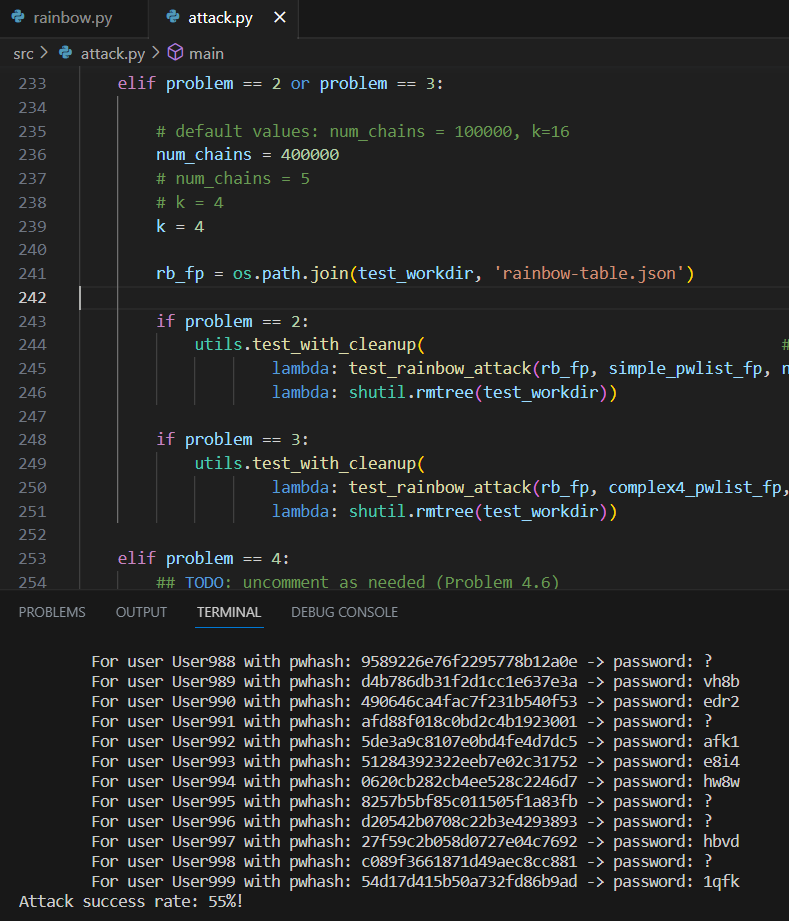 rainbow.py attack.py ×
src > attack.py > main
233 elif problem == 2 or problem == 3:
234
235 # default values: num_chains = 100000, k=16
236 num_chains = 400000
237 # num_chains = 5
238 # k = 4
239 k = 4
240
241 rb_fp = os.path.join(test_workdir, 'rainbow-table.json')
242
243 if problem == 2:
244 utils.test_with_cleanup( #
245 lambda: test_rainbow_attack(rb_fp, simple_pwlist_fp, n
246 lambda: shutil.rmtree(test_workdir))
247
248 if problem == 3:
249 utils.test_with_cleanup(
250 lambda: test_rainbow_attack(rb_fp, complex4_pwlist_fp,
251 lambda: shutil.rmtree(test_workdir))
252
253 elif problem == 4:
254 ## TODO: uncomment as needed (Problem 4.6)
PROBLEMS OUTPUT TERMINAL DEBUG CONSOLE
For user User988 with pwhash: 9589226e76f2295778b12a0e -> password: ?
For user User989 with pwhash: d4b786db31f2d1cc1e637e3a -> password: vh8b
For user User990 with pwhash: 490646ca4fac7f231b540f53 -> password: edr2
For user User991 with pwhash: afd88f018c0bd2c4b1923001 -> password: ?
For user User992 with pwhash: 5de3a9c8107e0bd4fe4d7dc5 -> password: afk1
For user User993 with pwhash: 51284392322eeb7e02c31752 -> password: e8i4
For user User994 with pwhash: 0620cb282cb4ee528c2246d7 -> password: hw8w
For user User995 with pwhash: 8257b5bf85c011505f1a83fb -> password: ?
For user User996 with pwhash: d20542b0708c22b3e4293893 -> password: ?
For user User997 with pwhash: 27f59c2b058d0727e04c7692 -> password: hbvd
For user User998 with pwhash: c089f3661871d49aec8cc881 -> password: ?
For user User999 with pwhash: 54d17d415b50a732fd86b9ad -> password: 1qfk
Attack success rate: 55%!